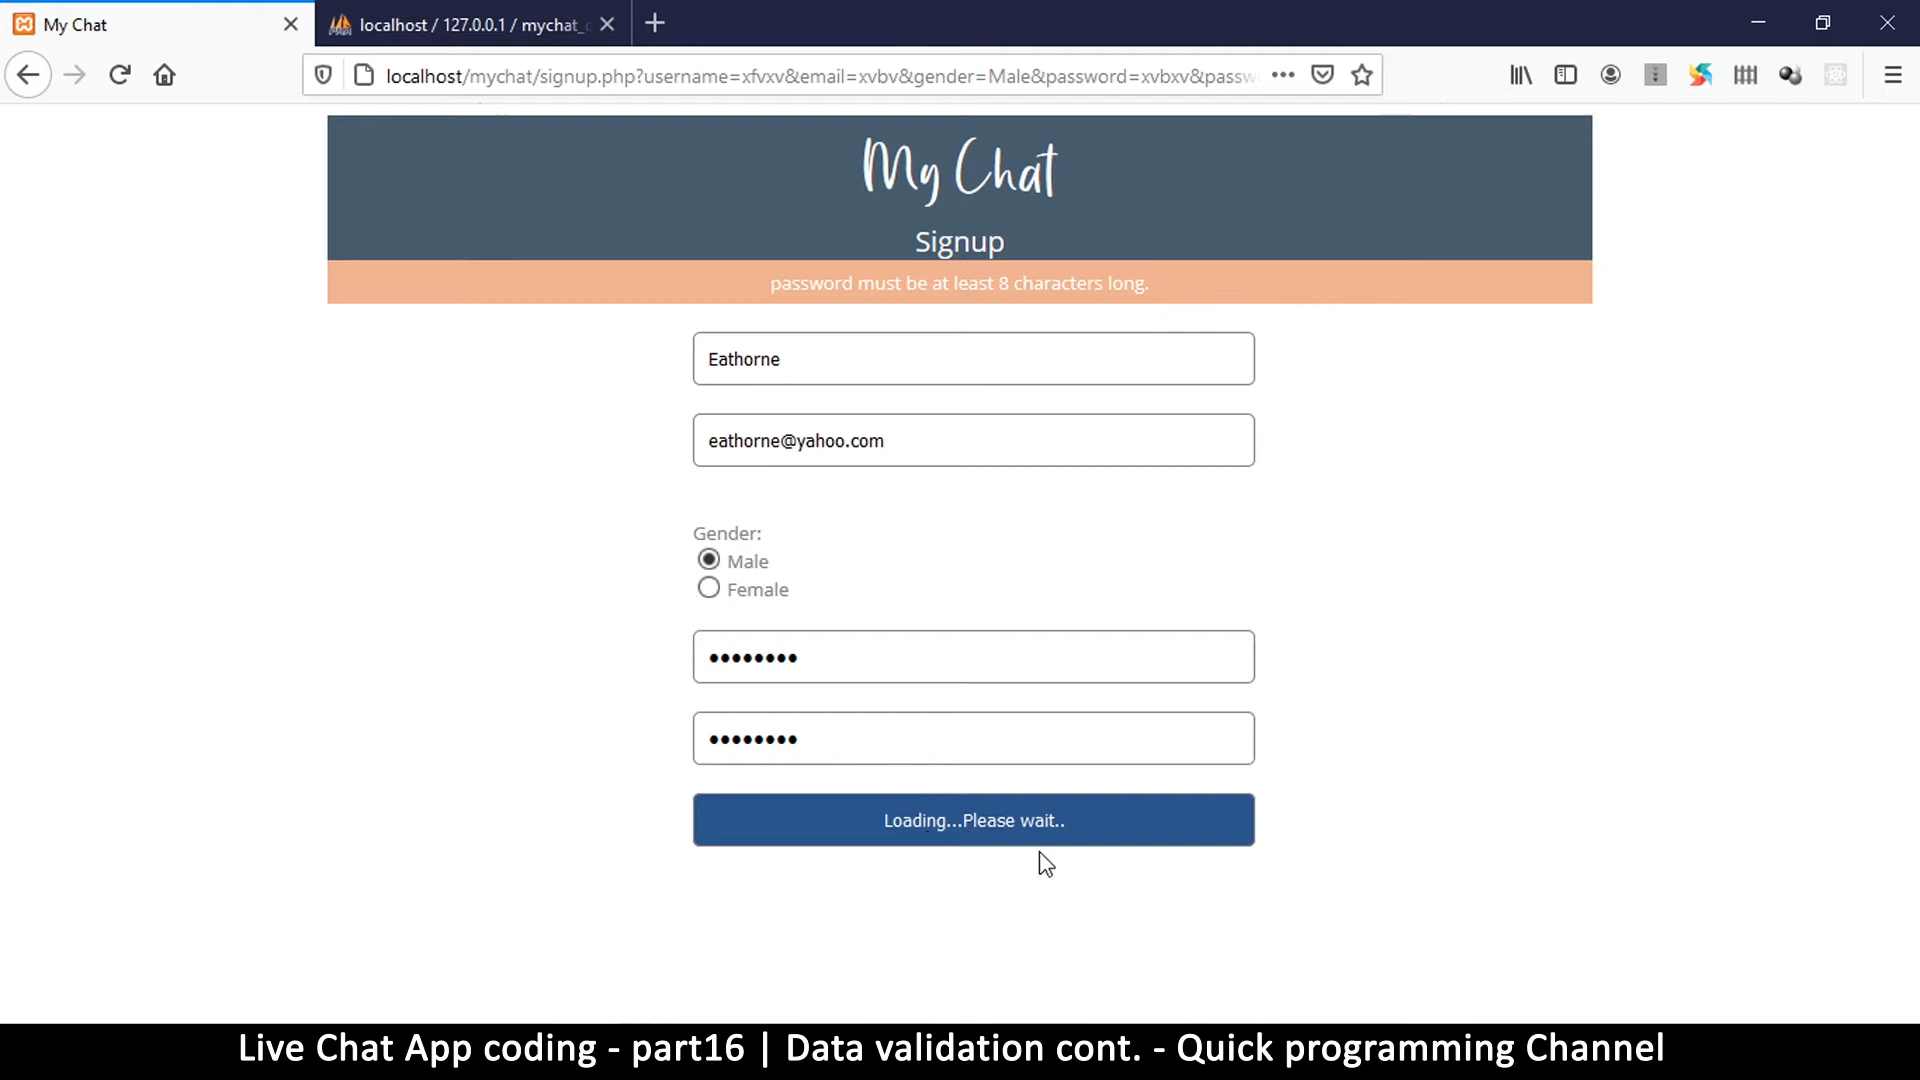 My Chat
localhost / 127.0.0.1 / mychat_
localhost/mychat/signup.php?username=xfvxv&email=xvbv&gender=Male&password=xvbxv&passw
My Chat
Signup
password must be at least 8 characters long.
Eathorne
eathorne@yahoo.com
Gender:
Male
Female
Loading...Please wait..
Live Chat App coding - part16 | Data validation cont. - Quick programming Channel